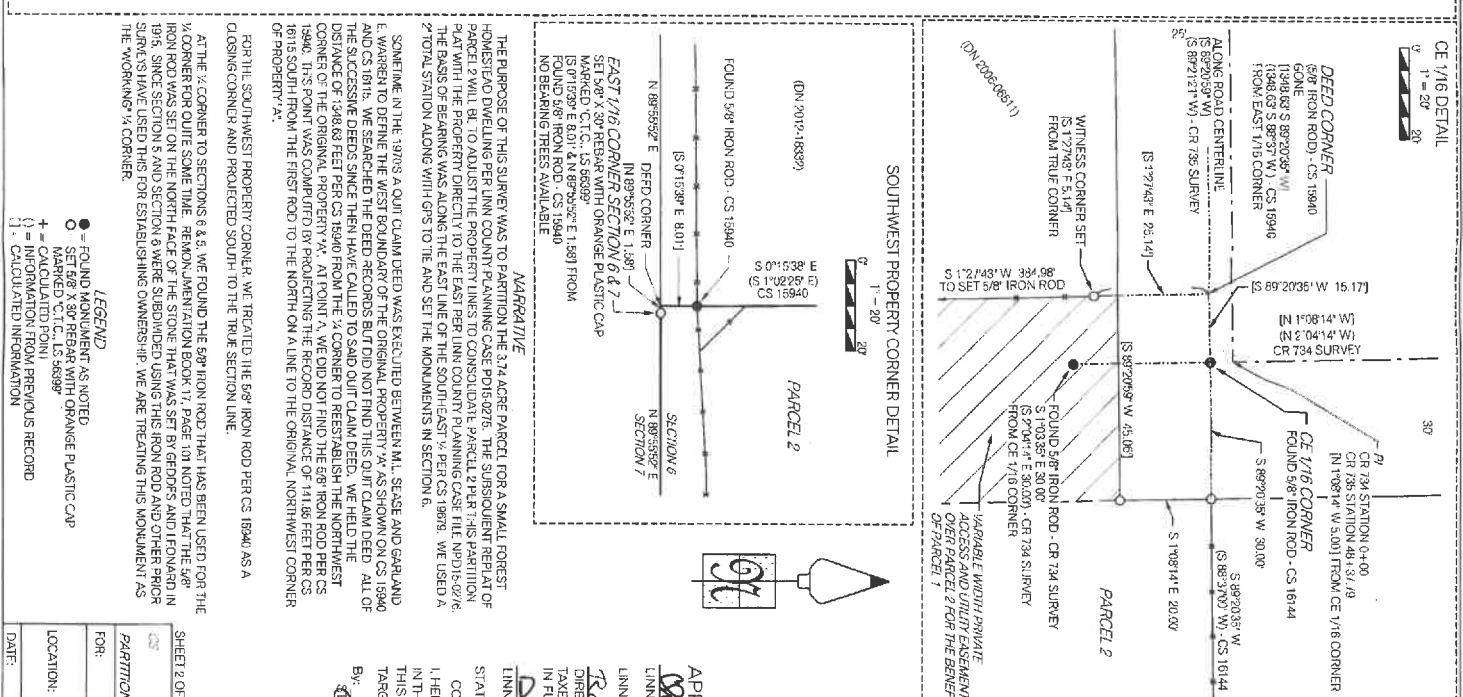 CE 1/16 DETAIL
1" = 20'
0' 20'
DEED CORNER
(5/8" IRON ROD) - CS 15940
GONE
[1348.63 S 89°20'35" W]
(1348.63 S 88°37' W) - CS 15940
FROM EAST 1/16 CORNER
ALONG ROAD CENTERLINE
(S 89°20'59" W)
(S 89°21'21" W) - CR 735 SURVEY
25'
(DN 2006-06811)
WITNESS CORNER SET
[S 1°27'43" E 5.14']
FROM TRUE CORNER
[S 1°27'43" E 25.14']
S 1°27'43" W 384.98'
TO SET 5/8" IRON ROD
[S 89°20'35" W 15.17']
[N 1°08'14" W]
(N 2°04'14" W)
CR 734 SURVEY
30'
PI
CR 734 STATION 0+00
CR 735 STATION 48+37.79
[N 1°08'14" W 5.00'] FROM CE 1/16 CORNER
CE 1/16 CORNER
FOUND 5/8" IRON ROD - CS 16144
S 89°20'35" W 30.00'
S 89°20'35" W
(S 88°37'00" W) - CS 16144
S 1°08'14" E 20.00'
[S 89°20'59" W 45.06']
FOUND 5/8" IRON ROD - CR 734 SURVEY
S 1°03'35" E 30.00'
(S 2°04'14" E 30.00') - CR 734 SURVEY
FROM CE 1/16 CORNER
PARCEL 2
VARIABLE WIDTH PRIVATE
ACCESS AND UTILITY EASEMENT
OVER PARCEL 2 FOR THE BENEF
OF PARCEL 1
SOUTHWEST PROPERTY CORNER DETAIL
1" = 20'
0' 20'
(DN 2012-18332)
PARCEL 2
FOUND 5/8" IRON ROD - CS 15940
S 0°15'38" E
(S 1°02'25" E)
CS 15940
[S 0°15'39" E 8.01']
DEED CORNER
[N 89°55'52" E 1.58']
N 89°55'52" E
SECTION 6
N 89°55'52" E
SECTION 7
EAST 1/16 CORNER SECTION 6 & 7
SET 5/8" X 30" REBAR WITH ORANGE PLASTIC CAP
MARKED "C.T.C., LS 56399"
[S 0°15'39" E 8.01' & N 89°55'52" E 1.58'] FROM
FOUND 5/8" IRON ROD - CS 15940
NO BEARING TREES AVAILABLE
NARRATIVE
THE PURPOSE OF THIS SURVEY WAS TO PARTITION THE 3.74 ACRE PARCEL FOR A SMALL FOREST
HOMESTEAD DWELLING PER LINN COUNTY PLANNING CASE PD15-0275. THE SUBSIQUENT REPLAT OF
PARCEL 2 WILL BE TO ADJUST THE PROPERTY LINES TO CONSOLIDATE PARCEL 2 PER THIS PARTITION
PLAT WITH THE PROPERTY DIRECTLY TO THE EAST PER LINN COUNTY PLANNING CASE FILE NPD15-0276.
THE BASIS OF BEARING WAS ALONG THE EAST LINE OF THE SOUTHEAST ¼ PER CS 19679. WE USED A
2" TOTAL STATION ALONG WITH GPS TO TIE AND SET THE MONUMENTS IN SECTION 6.
SOMETIME IN THE 1970'S A QUIT CLAIM DEED WAS EXECUTED BETWEEN M.L. SEASE AND GARLAND
E. WARREN TO DEFINE THE WEST BOUNDARY OF THE ORIGINAL PROPERTY "A" AS SHOWN ON CS 15940
AND CS 16115. WE SEARCHED THE DEED RECORDS BUT DID NOT FIND THIS QUIT CLAIM DEED. ALL OF
THE SUCCESSIVE DEEDS SINCE THEN HAVE CALLED TO SAID QUIT CLAIM DEED. WE HELD THE
DISTANCE OF 1348.63 FEET PER CS 15940 FROM THE ¼ CORNER TO REESTABLISH THE NORTHWEST
CORNER OF THE ORIGINAL PROPERTY "A". AT POINT A, WE DID NOT FIND THE 5/8" IRON ROD PER CS
15940. THIS POINT WAS COMPUTED BY PROJECTING THE RECORD DISTANCE OF 141.86 FEET PER CS
16115 SOUTH FROM THE FIRST ROD TO THE NORTH ON A LINE TO THE ORIGINAL NORTHWEST CORNER
OF PROPERTY "A".
FOR THE SOUTHWEST PROPERTY CORNER, WE TREATED THE 5/8" IRON ROD PER CS 15940 AS A
CLOSING CORNER AND PROJECTED SOUTH TO THE TRUE SECTION LINE.
AT THE ¼ CORNER TO SECTIONS 6 & 5, WE FOUND THE 5/8" IRON ROD THAT HAS BEEN USED FOR THE
¼ CORNER FOR QUITE SOME TIME. REMONUMENTATION BOOK 17, PAGE 101 NOTED THAT THE 5/8"
IRON ROD WAS SET ON THE NORTH FACE OF THE STONE THAT WAS SET BY GEDDES AND LEONARD IN
1915. SINCE SECTION 5 AND SECTION 6 WERE SUBDIVIDED USING THIS IRON ROD AND OTHER PRIOR
SURVEYS HAVE USED THIS FOR ESTABLISHING OWNERSHIP, WE ARE TREATING THIS MONUMENT AS
THE "WORKING" ¼ CORNER.
LEGEND
● = FOUND MONUMENT AS NOTED
O - SET 5/8" X 30" REBAR WITH ORANGE PLASTIC CAP
MARKED "C.T.C., LS 56399"
+ = CALCULATED POINT
( ) = INFORMATION FROM PREVIOUS RECORD
[ ] = CALCULATED INFORMATION
N
SHEET 2 OF
CS
PARTITION
FOR:
LOCATION:
DATE:
LINN
LINN
DIRE
TAXE
IN FU
LINN
STAT
CO
I, HE
IN TH
THIS
TARG
By: